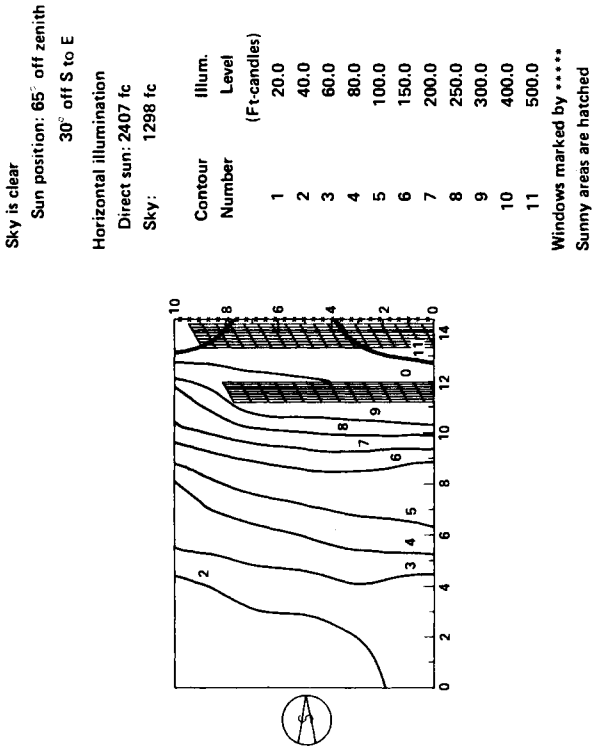 Sky is clear
Sun position: 65° off zenith
30° off S to E
Horizontal illumination
Direct sun: 2407 fc
Sky: 1298 fc
Contour Illum.
Number Level
(Ft-candles)
1 20.0
2 40.0
3 60.0
4 80.0
5 100.0
6 150.0
7 200.0
8 250.0
9 300.0
10 400.0
11 500.0
Windows marked by *****
Sunny areas are hatched
10
8
6
4
2
0
0 2 4 6 8 10 12 14
2
3
4
5
6
7
8
9
0
11
S